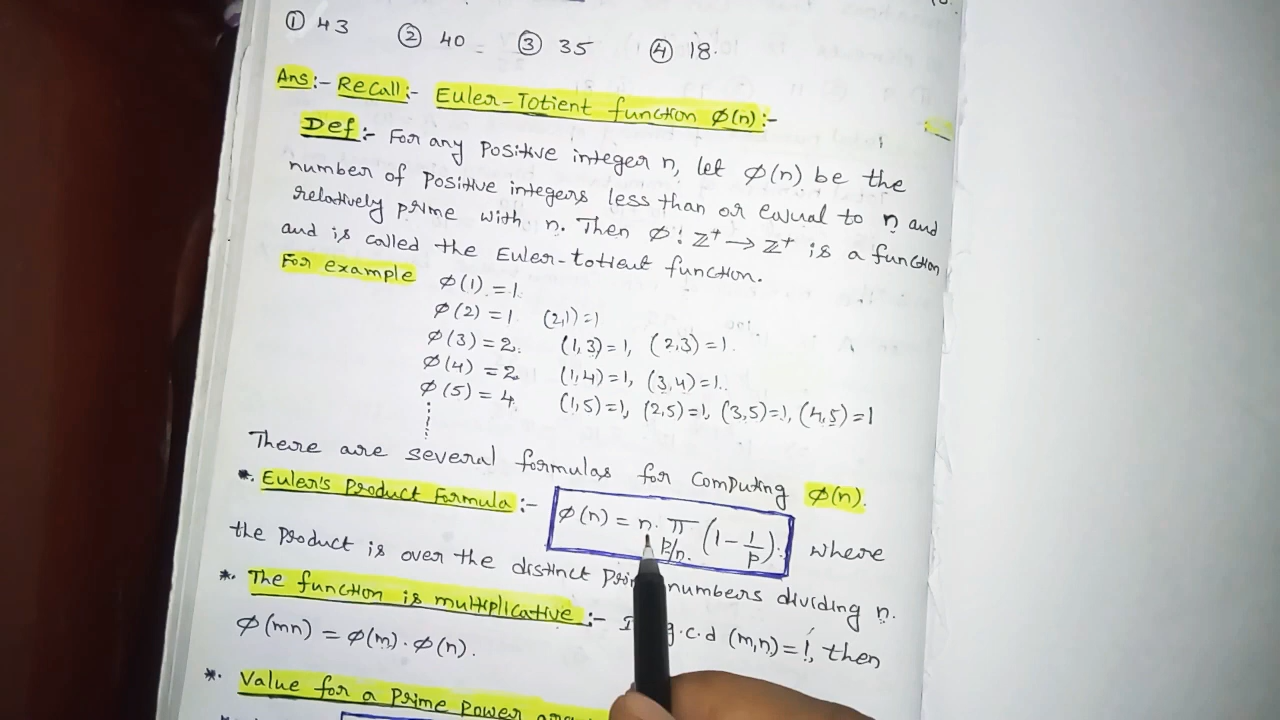 ① 43 ② 40 ③ 35 ④ 18.
Ans:- Recall:- Euler-Totient function ϕ(n):-
Def:- For any positive integer n, let ϕ(n) be the
number of positive integers less than or equal to n and
relatively prime with n. Then ϕ: ℤ⁺ → ℤ⁺ is a function
and is called the Euler-totient function.
For example ϕ(1) = 1.
ϕ(2) = 1 (2,1)=1
ϕ(3) = 2. (1,3)=1, (2,3)=1.
ϕ(4) = 2 (1,4)=1, (3,4)=1.
ϕ(5) = 4 (1,5)=1, (2,5)=1, (3,5)=1, (4,5)=1
There are several formulas for computing ϕ(n).
*. Euler's product formula:- ϕ(n) = n. π p/n. (1 - 1/p). where
the product is over the distinct numbers dividing n.
*. The function is multiplicative:- g.c.d (m,n)=1, then
ϕ(mn) = ϕ(m). ϕ(n).
*. Value for a prime power